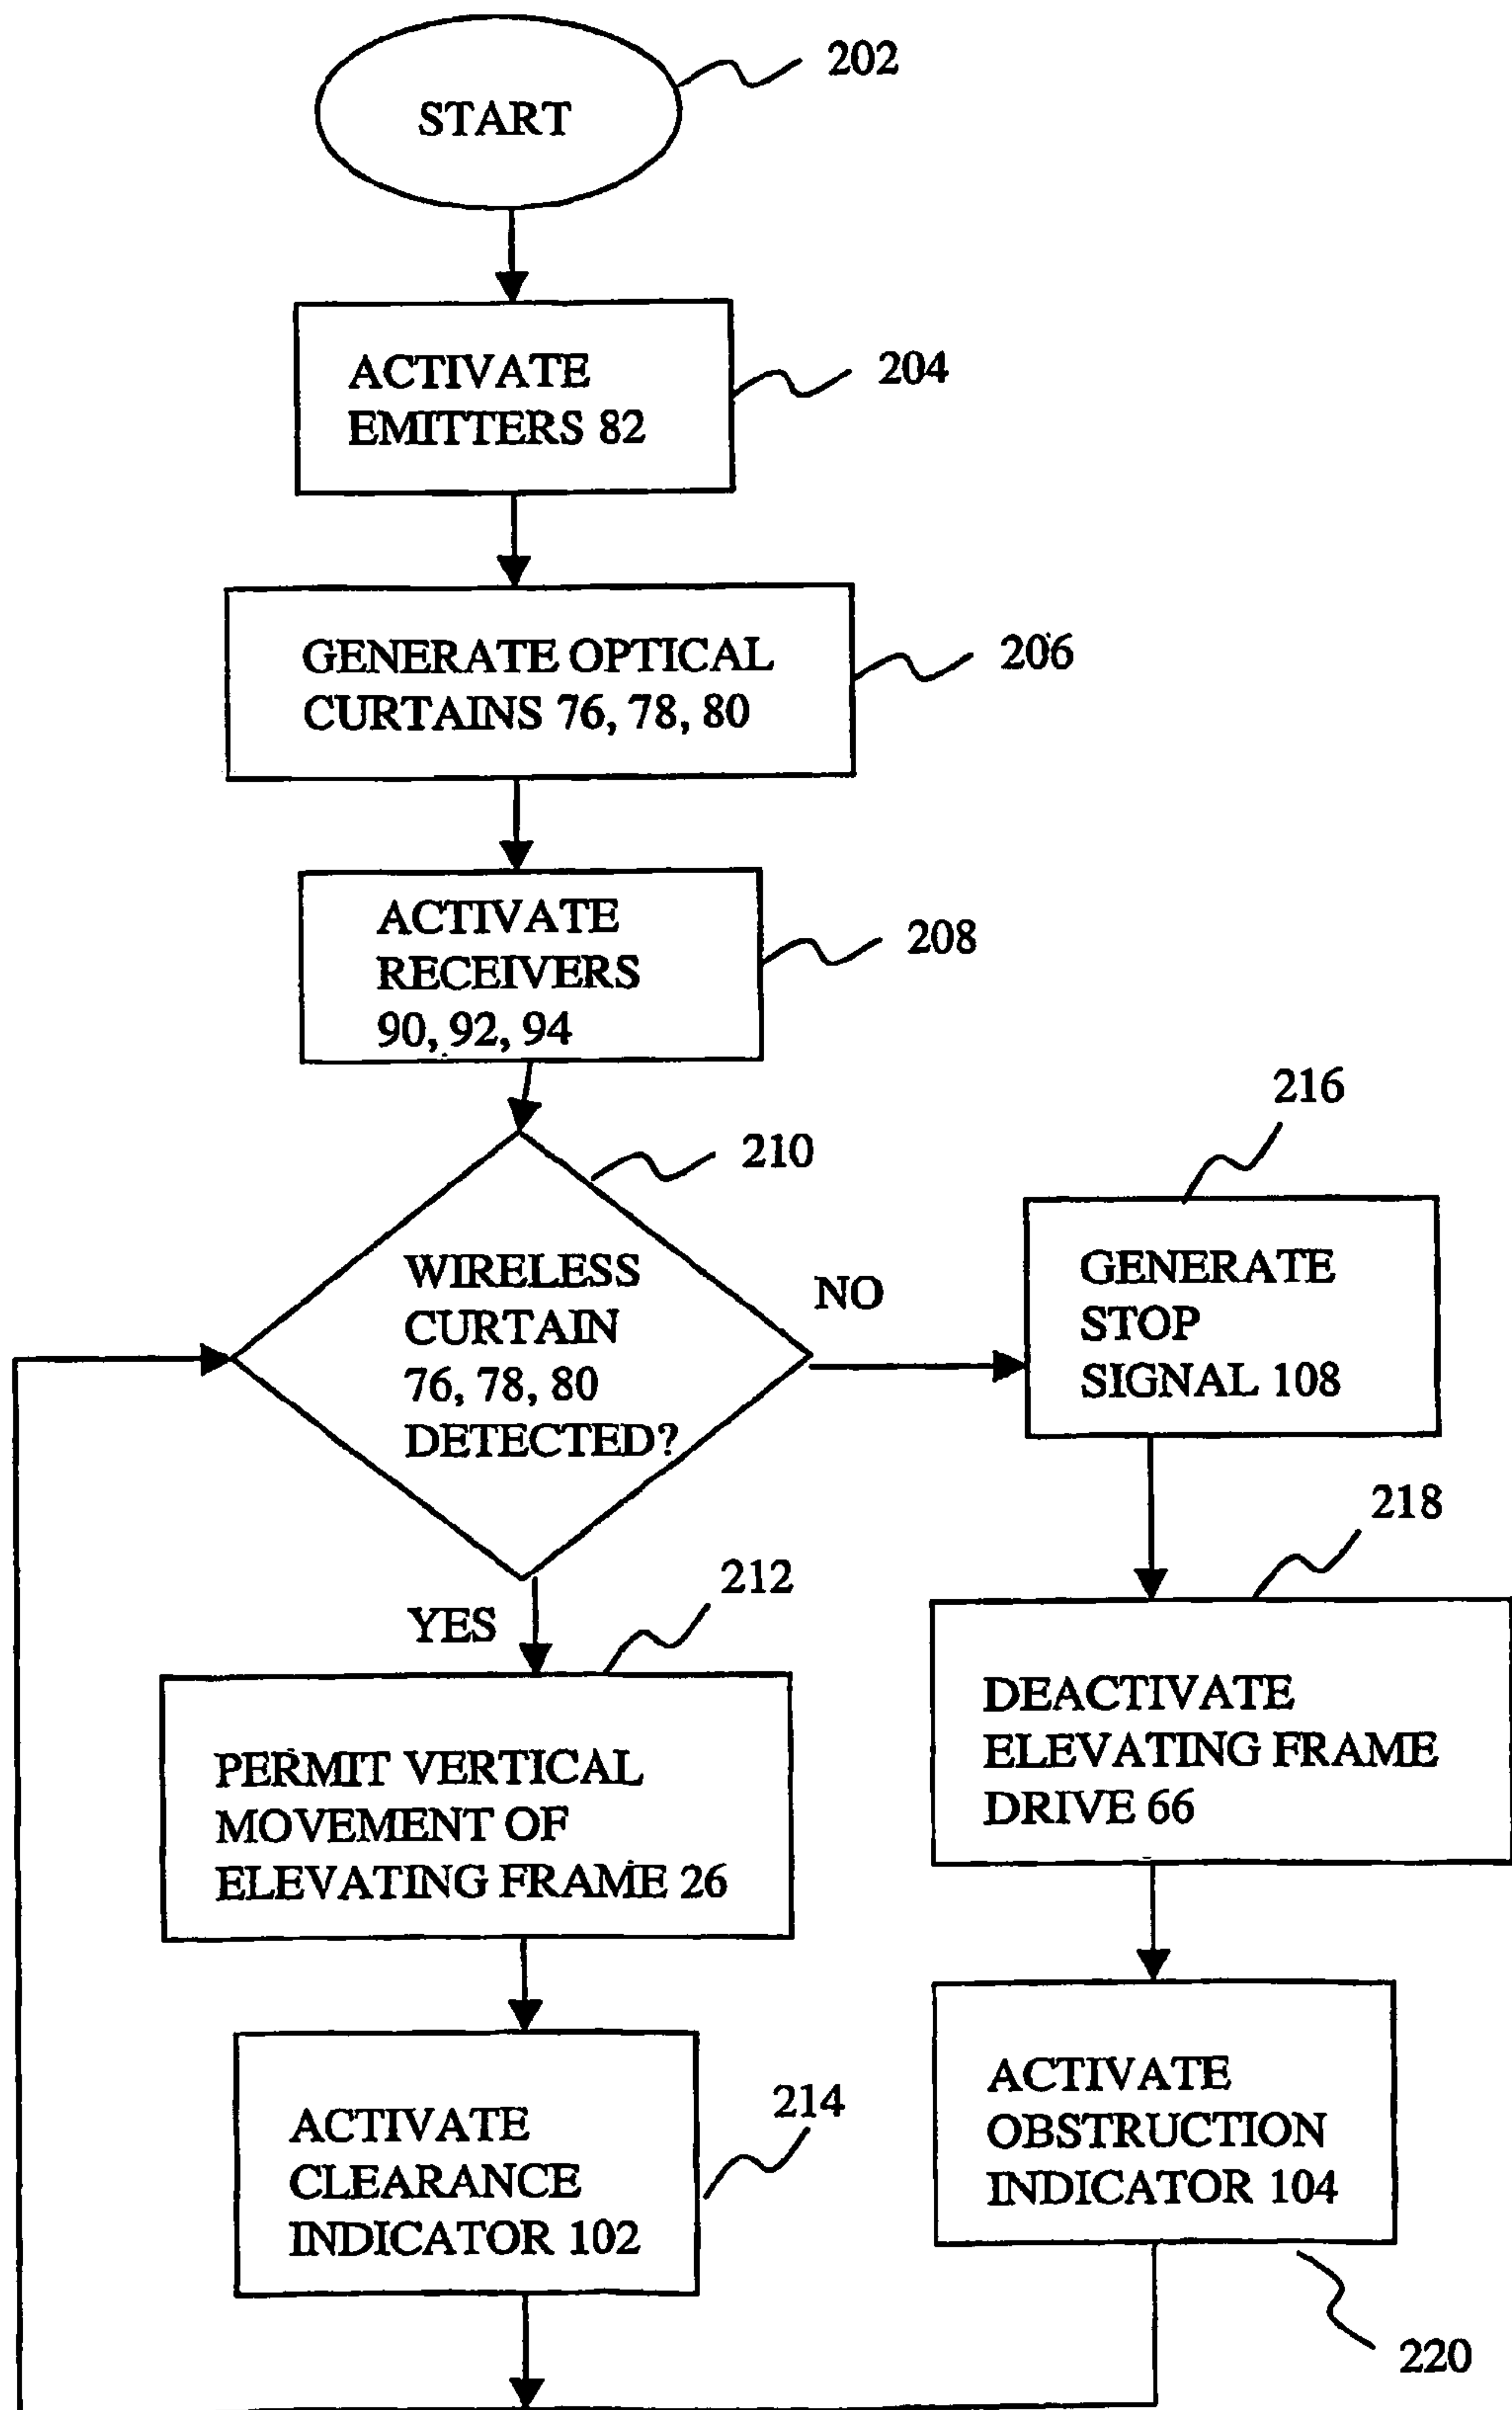 202
START
ACTIVATE
EMITTERS 82
204
GENERATE OPTICAL
CURTAINS 76, 78, 80
206
ACTIVATE
RECEIVERS
90, 92, 94
208
210
WIRELESS
CURTAIN
76, 78, 80
DETECTED?
NO
216
GENERATE
STOP
SIGNAL 108
YES
212
PERMIT VERTICAL
MOVEMENT OF
ELEVATING FRAME 26
218
DEACTIVATE
ELEVATING FRAME
DRIVE 66
ACTIVATE
CLEARANCE
INDICATOR 102
214
ACTIVATE
OBSTRUCTION
INDICATOR 104
220